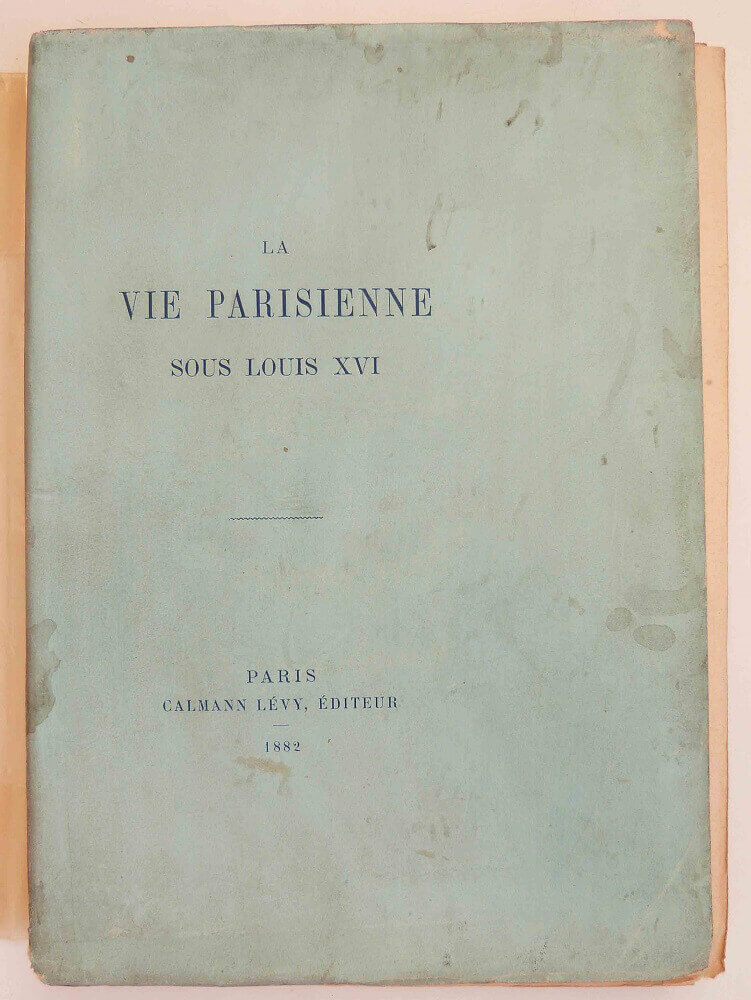 LA
VIE PARISIENNE
SOUS LOUIS XVI
PARIS
CALMANN LÉVY, ÉDITEUR
1882